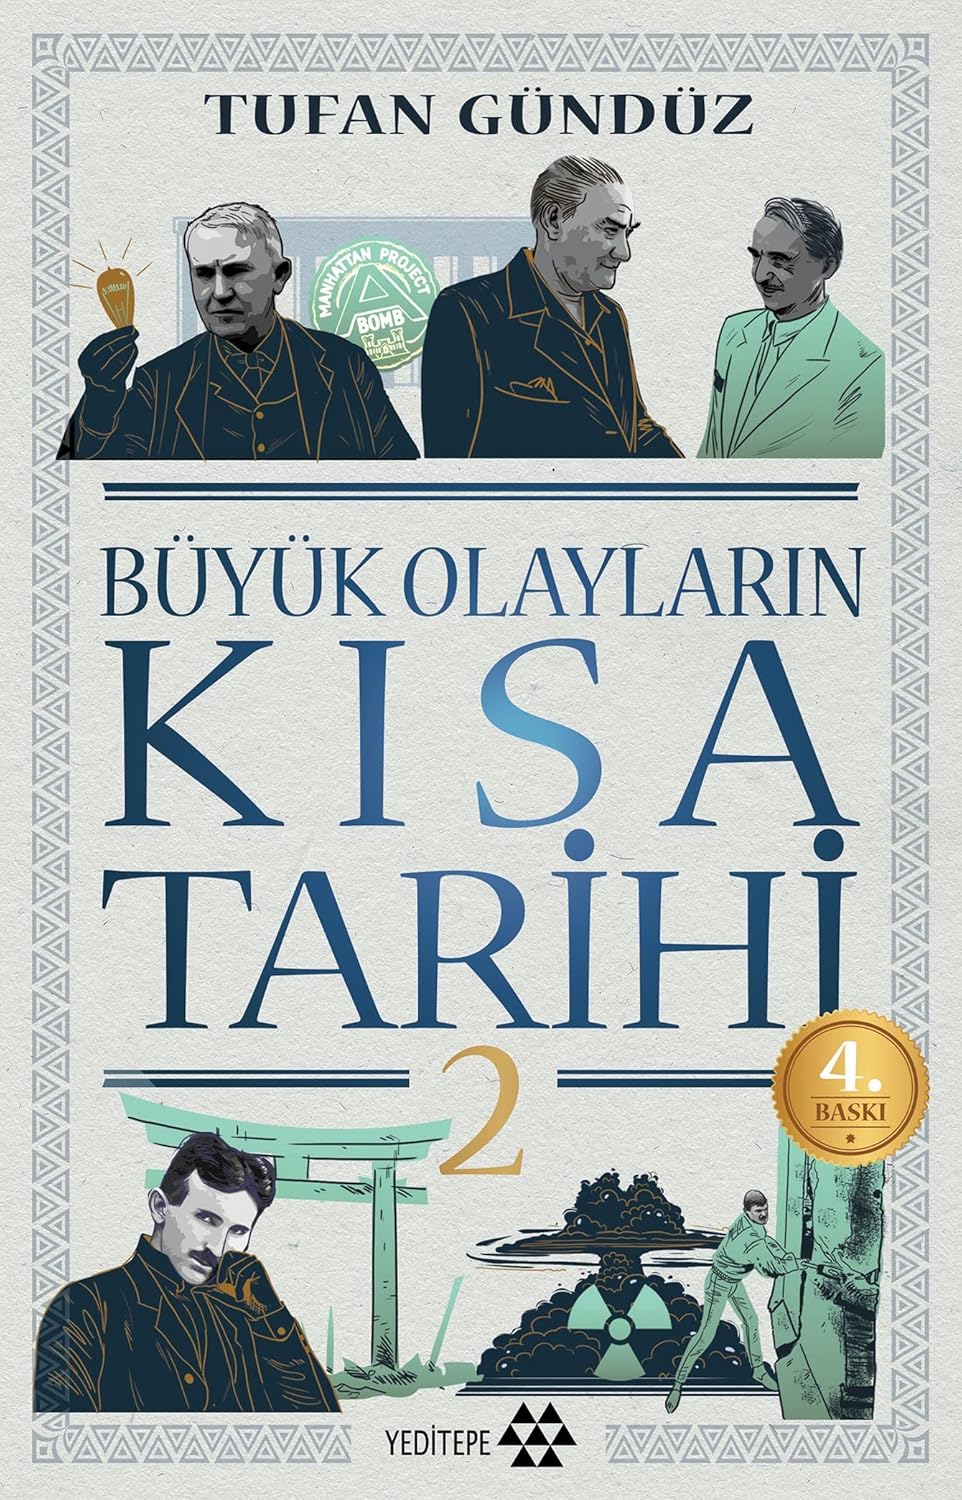 TUFAN GÜNDÜZ
MANHATTAN PROJECT
A
BOMB
BÜYÜK OLAYLARIN
KISA
TARİHİ
2
4.
BASKI
YEDİTEPE